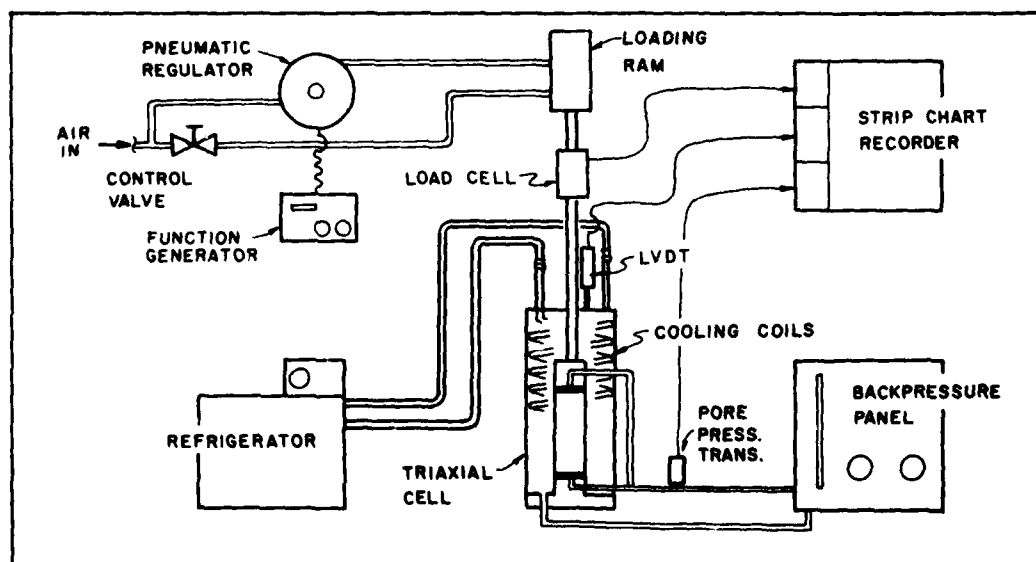 PNEUMATIC
REGULATOR
LOADING
RAM
AIR
IN
CONTROL
VALVE
STRIP CHART
RECORDER
LOAD CELL
FUNCTION
GENERATOR
LVDT
COOLING COILS
REFRIGERATOR
BACKPRESSURE
PANEL
PORE
PRESS.
TRANS.
TRIAXIAL
CELL